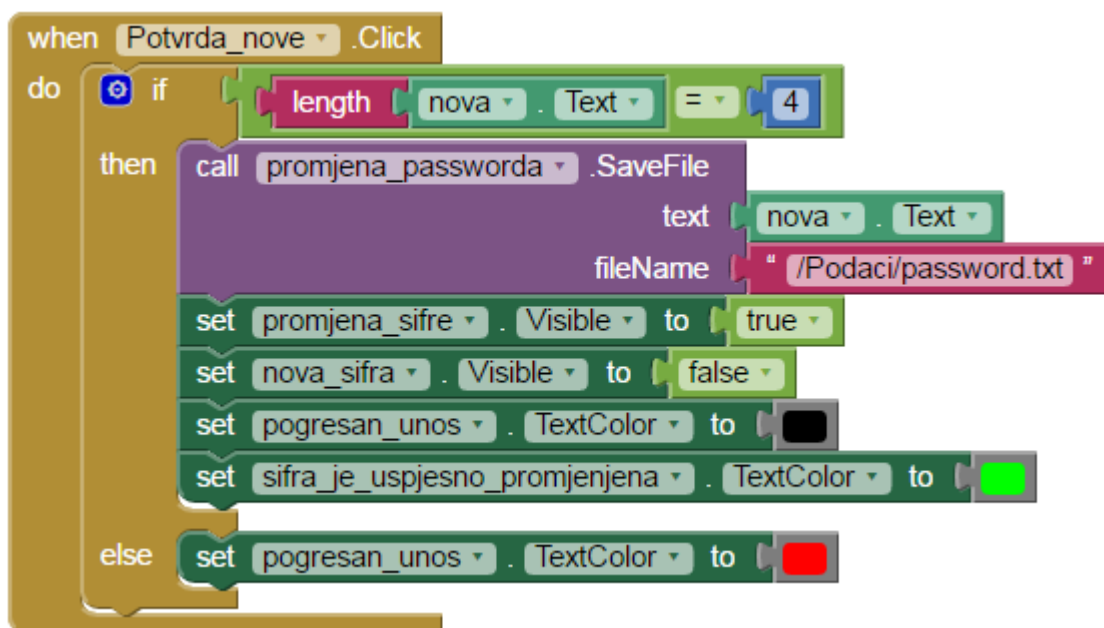 when Potvrda_nove .Click
do if length nova . Text = 4
then call promjena_passworda .SaveFile
text nova . Text
fileName “ /Podaci/password.txt ”
set promjena_sifre . Visible to true
set nova_sifra . Visible to false
set pogresan_unos . TextColor to
set sifra_je_uspjesno_promjenjena . TextColor to
else set pogresan_unos . TextColor to